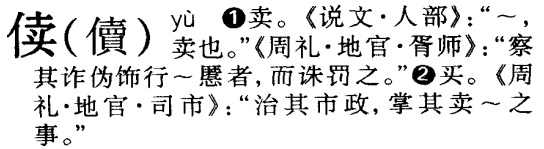 𫢸(儥) yù ❶卖。《说文·人部》：“～，
卖也。”《周礼·地官·胥师》：“察
其诈伪饰行～慝者，而诛罚之。”❷买。《周
礼·地官·司市》：“治其市政，掌其卖～之
事。”